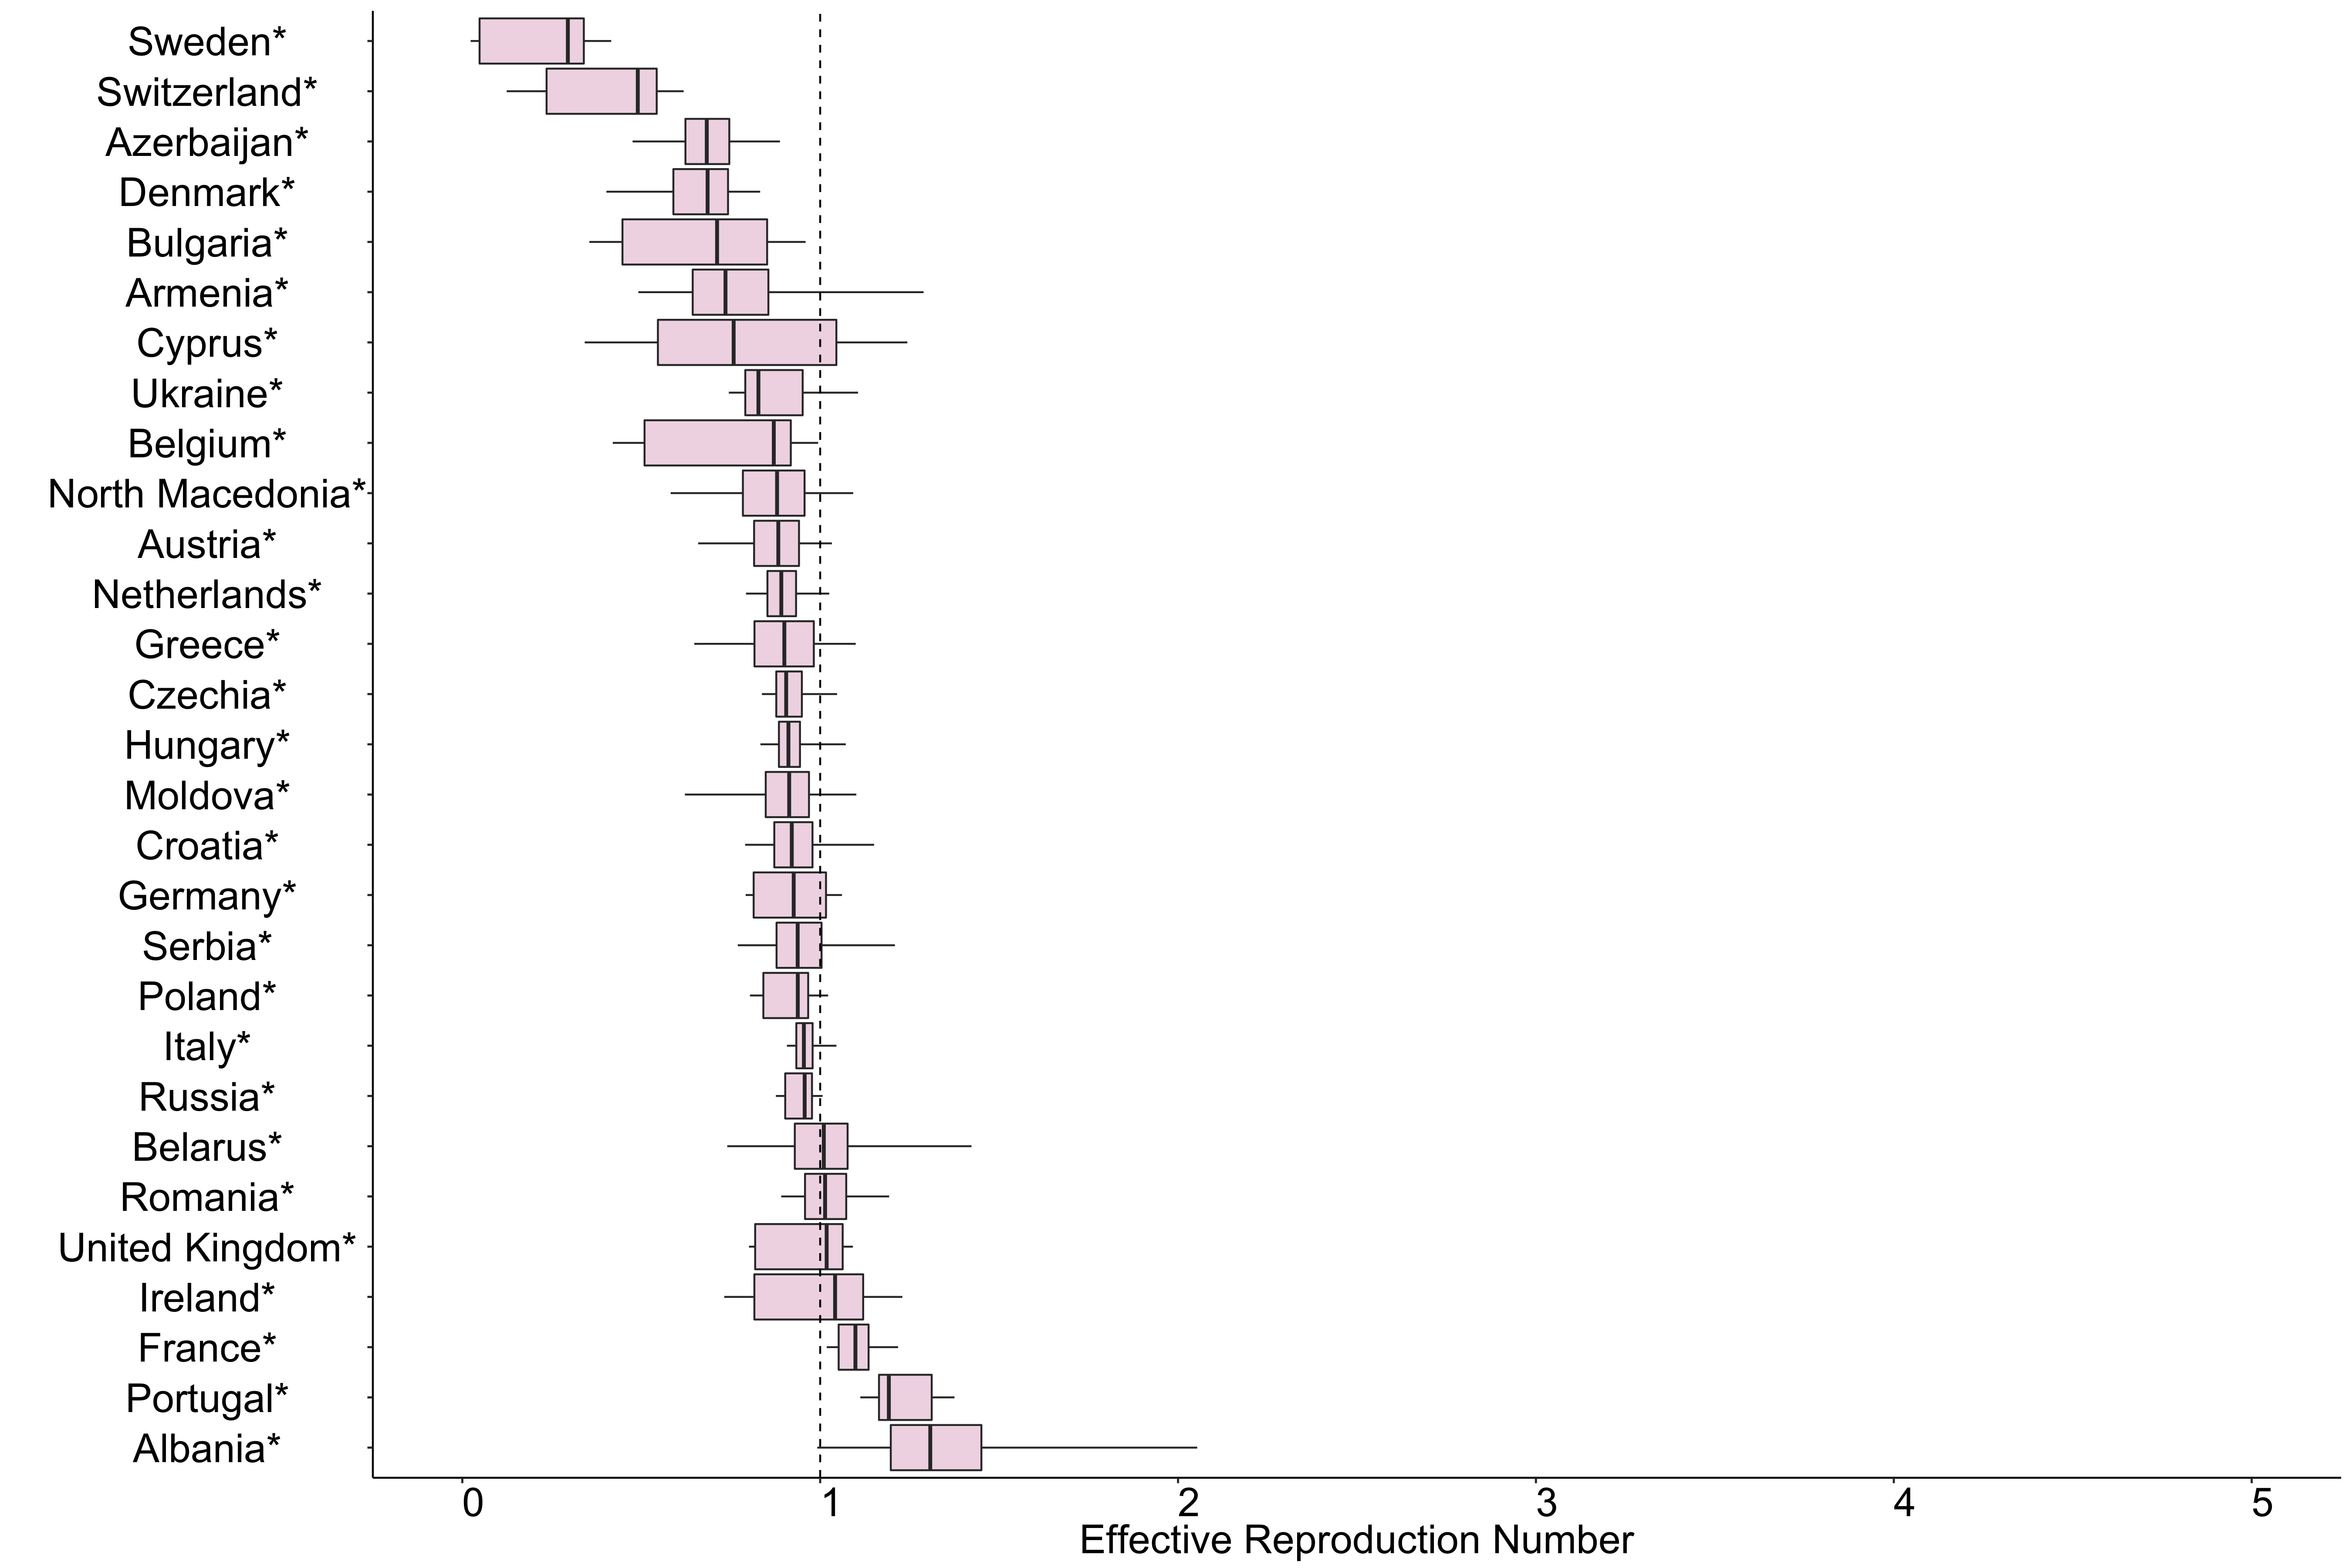 Sweden*
Switzerland*
Azerbaijan*
Denmark*
Bulgaria*
Armenia*
Cyprus*
Ukraine*
Belgium*
North Macedonia*
Austria*
Netherlands*
Greece*
Czechia*
Hungary*
Moldova*
Croatia*
Germany*
Serbia*
Poland*
Italy*
Russia*
Belarus*
Romania*
United Kingdom*
Ireland*
France*
Portugal*
Albania*
0 1 2 3 4 5
Effective Reproduction Number